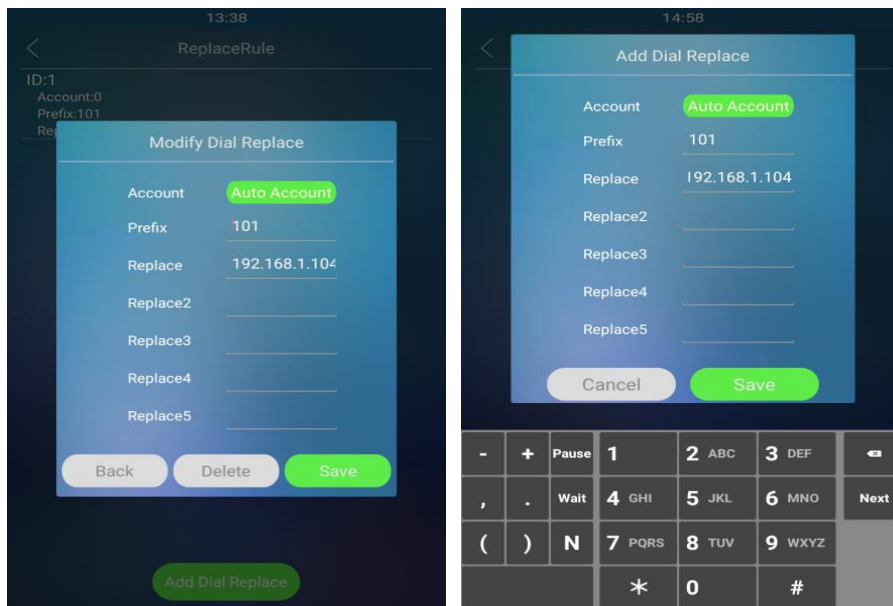 13:38
ReplaceRule
ID:1
Account:0
Prefix:101
Modify Dial Replace
Account Auto Account
Prefix 101
Replace 192.168.1.104
Replace2
Replace3
Replace4
Replace5
Back Delete Save
Add Dial Replace
14:58
Add Dial Replace
Account Auto Account
Prefix 101
Replace 192.168.1.104
Replace2
Replace3
Replace4
Replace5
Cancel Save
- + Pause 1 2 ABC 3 DEF
, . Wait 4 GHI 5 JKL 6 MNO Next
( ) N 7 PQRS 8 TUV 9 WXYZ
* 0 #